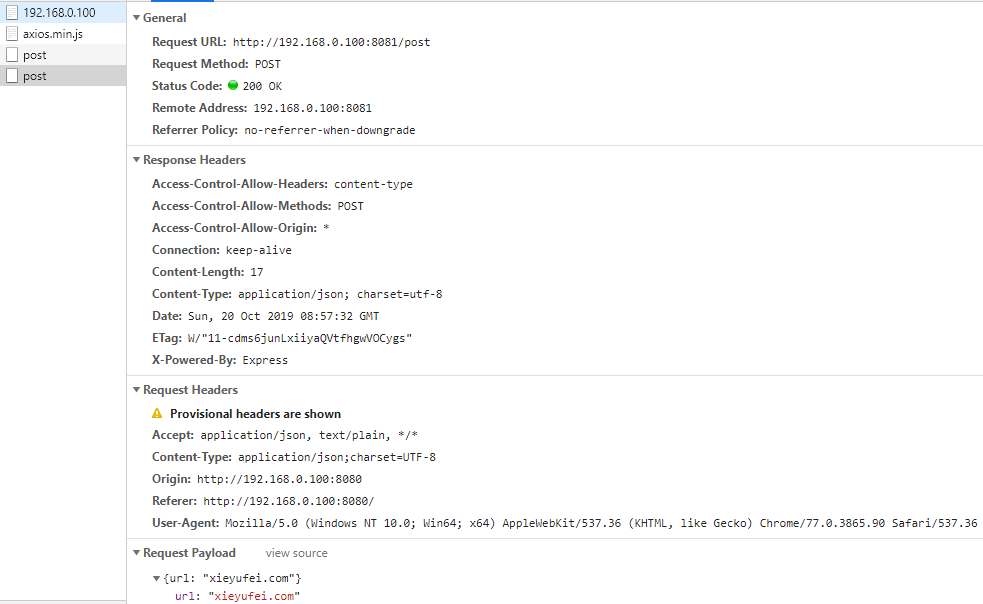 192.168.0.100
axios.min.js
post
post
General
Request URL: http://192.168.0.100:8081/post
Request Method: POST
Status Code: 200 OK
Remote Address: 192.168.0.100:8081
Referrer Policy: no-referrer-when-downgrade
Response Headers
Access-Control-Allow-Headers: content-type
Access-Control-Allow-Methods: POST
Access-Control-Allow-Origin: *
Connection: keep-alive
Content-Length: 17
Content-Type: application/json; charset=utf-8
Date: Sun, 20 Oct 2019 08:57:32 GMT
ETag: W/"11-cdms6junLxiiyaQVtfhgwVOCygs"
X-Powered-By: Express
Request Headers
Provisional headers are shown
Accept: application/json, text/plain, */*
Content-Type: application/json;charset=UTF-8
Origin: http://192.168.0.100:8080
Referer: http://192.168.0.100:8080/
User-Agent: Mozilla/5.0 (Windows NT 10.0; Win64; x64) AppleWebKit/537.36 (KHTML, like Gecko) Chrome/77.0.3865.90 Safari/537.36
Request Payload view source
{url: "xieyufei.com"}
url: "xieyufei.com"